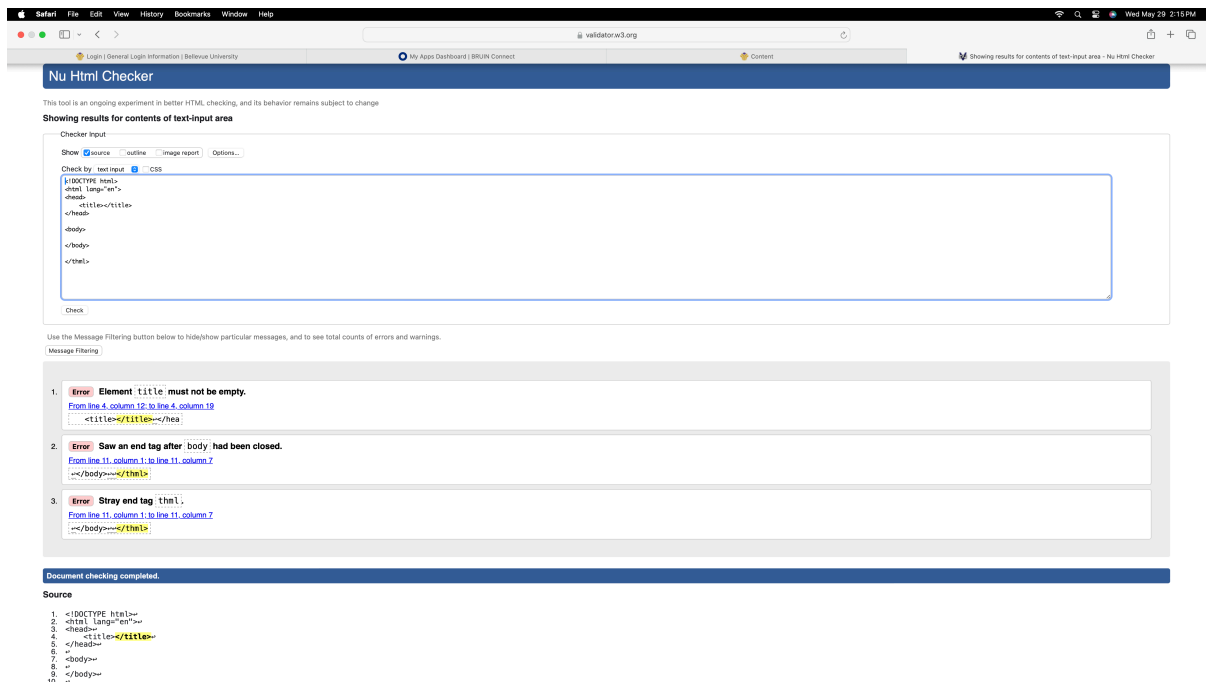 Safari File Edit View History Bookmarks Window Help Wed May 29 2:15 PM
validator.w3.org
Login | General Login Information | Bellevue University My Apps Dashboard | BRUIN Connect Content Showing results for contents of text-input area - Nu Html Checker
Nu Html Checker
This tool is an ongoing experiment in better HTML checking, and its behavior remains subject to change
Showing results for contents of text-input area
Checker Input
Show source outline image report Options...
Check by text input CSS
<!DOCTYPE html>
<html lang="en">
<head>
<title></title>
</head>
<body>
</body>
</thml>
Check
Use the Message Filtering button below to hide/show particular messages, and to see total counts of errors and warnings.
Message Filtering
1. Error Element title must not be empty.
From line 4, column 12; to line 4, column 19
<title></title>↩</hea
2. Error Saw an end tag after body had been closed.
From line 11, column 1; to line 11, column 7
↩</body>↩↩</thml>
3. Error Stray end tag thml.
From line 11, column 1; to line 11, column 7
↩</body>↩↩</thml>
Document checking completed.
Source
1. <!DOCTYPE html>↩
2. <html lang="en">↩
3. <head>↩
4. <title></title>↩
5. </head>↩
6. ↩
7. <body>↩
8. ↩
9. </body>↩
10. ↩